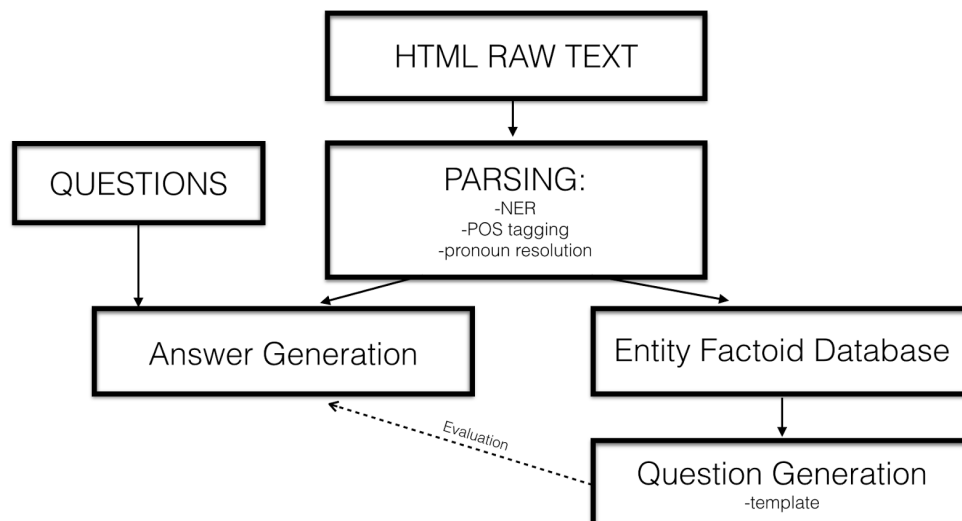 HTML RAW TEXT
QUESTIONS
PARSING:
-NER
-POS tagging
-pronoun resolution
Answer Generation
Entity Factoid Database
Evaluation
Question Generation
-template